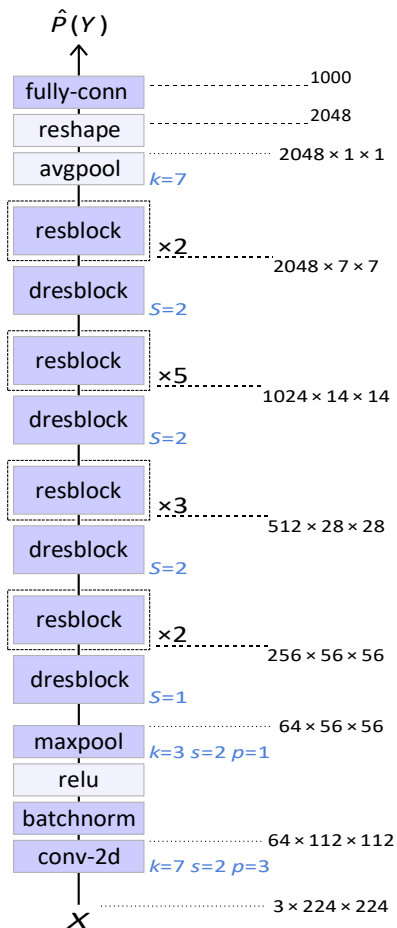 P̂(Y)
fully-conn
1000
reshape
2048
avgpool
2048 × 1 × 1
k=7
resblock
×2
2048 × 7 × 7
dresblock
S=2
resblock
×5
1024 × 14 × 14
dresblock
S=2
resblock
×3
512 × 28 × 28
dresblock
S=2
resblock
×2
256 × 56 × 56
dresblock
S=1
64 × 56 × 56
maxpool
k=3 s=2 p=1
relu
batchnorm
64 × 112 × 112
conv-2d
k=7 s=2 p=3
X
3 × 224 × 224